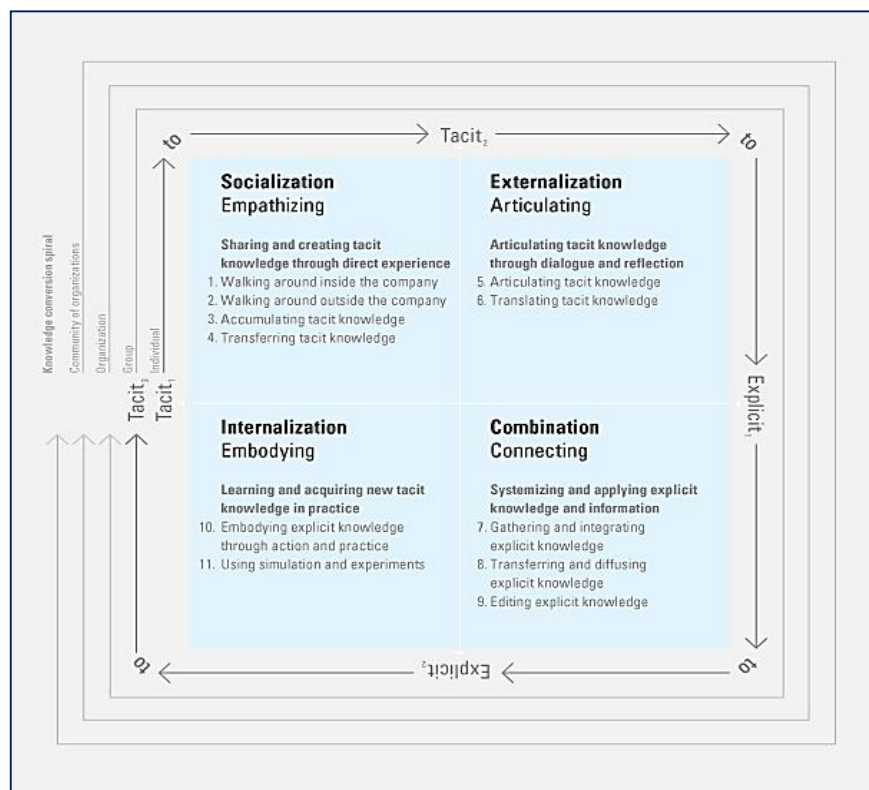 to
Tacit₂
to
Socialization
Empathizing
Sharing and creating tacit
knowledge through direct experience
1. Walking around inside the company
2. Walking around outside the company
3. Accumulating tacit knowledge
4. Transferring tacit knowledge
Externalization
Articulating
Articulating tacit knowledge
through dialogue and reflection
5. Articulating tacit knowledge
6. Translating tacit knowledge
Knowledge conversion spiral
Community of organizations
Organization
Group
Individual
Tacit₃
Tacit₁
Explicit₁
Internalization
Embodying
Learning and acquiring new tacit
knowledge in practice
10. Embodying explicit knowledge
through action and practice
11. Using simulation and experiments
Combination
Connecting
Systemizing and applying explicit
knowledge and information
7. Gathering and integrating
explicit knowledge
8. Transferring and diffusing
explicit knowledge
9. Editing explicit knowledge
to
Explicit₂
to